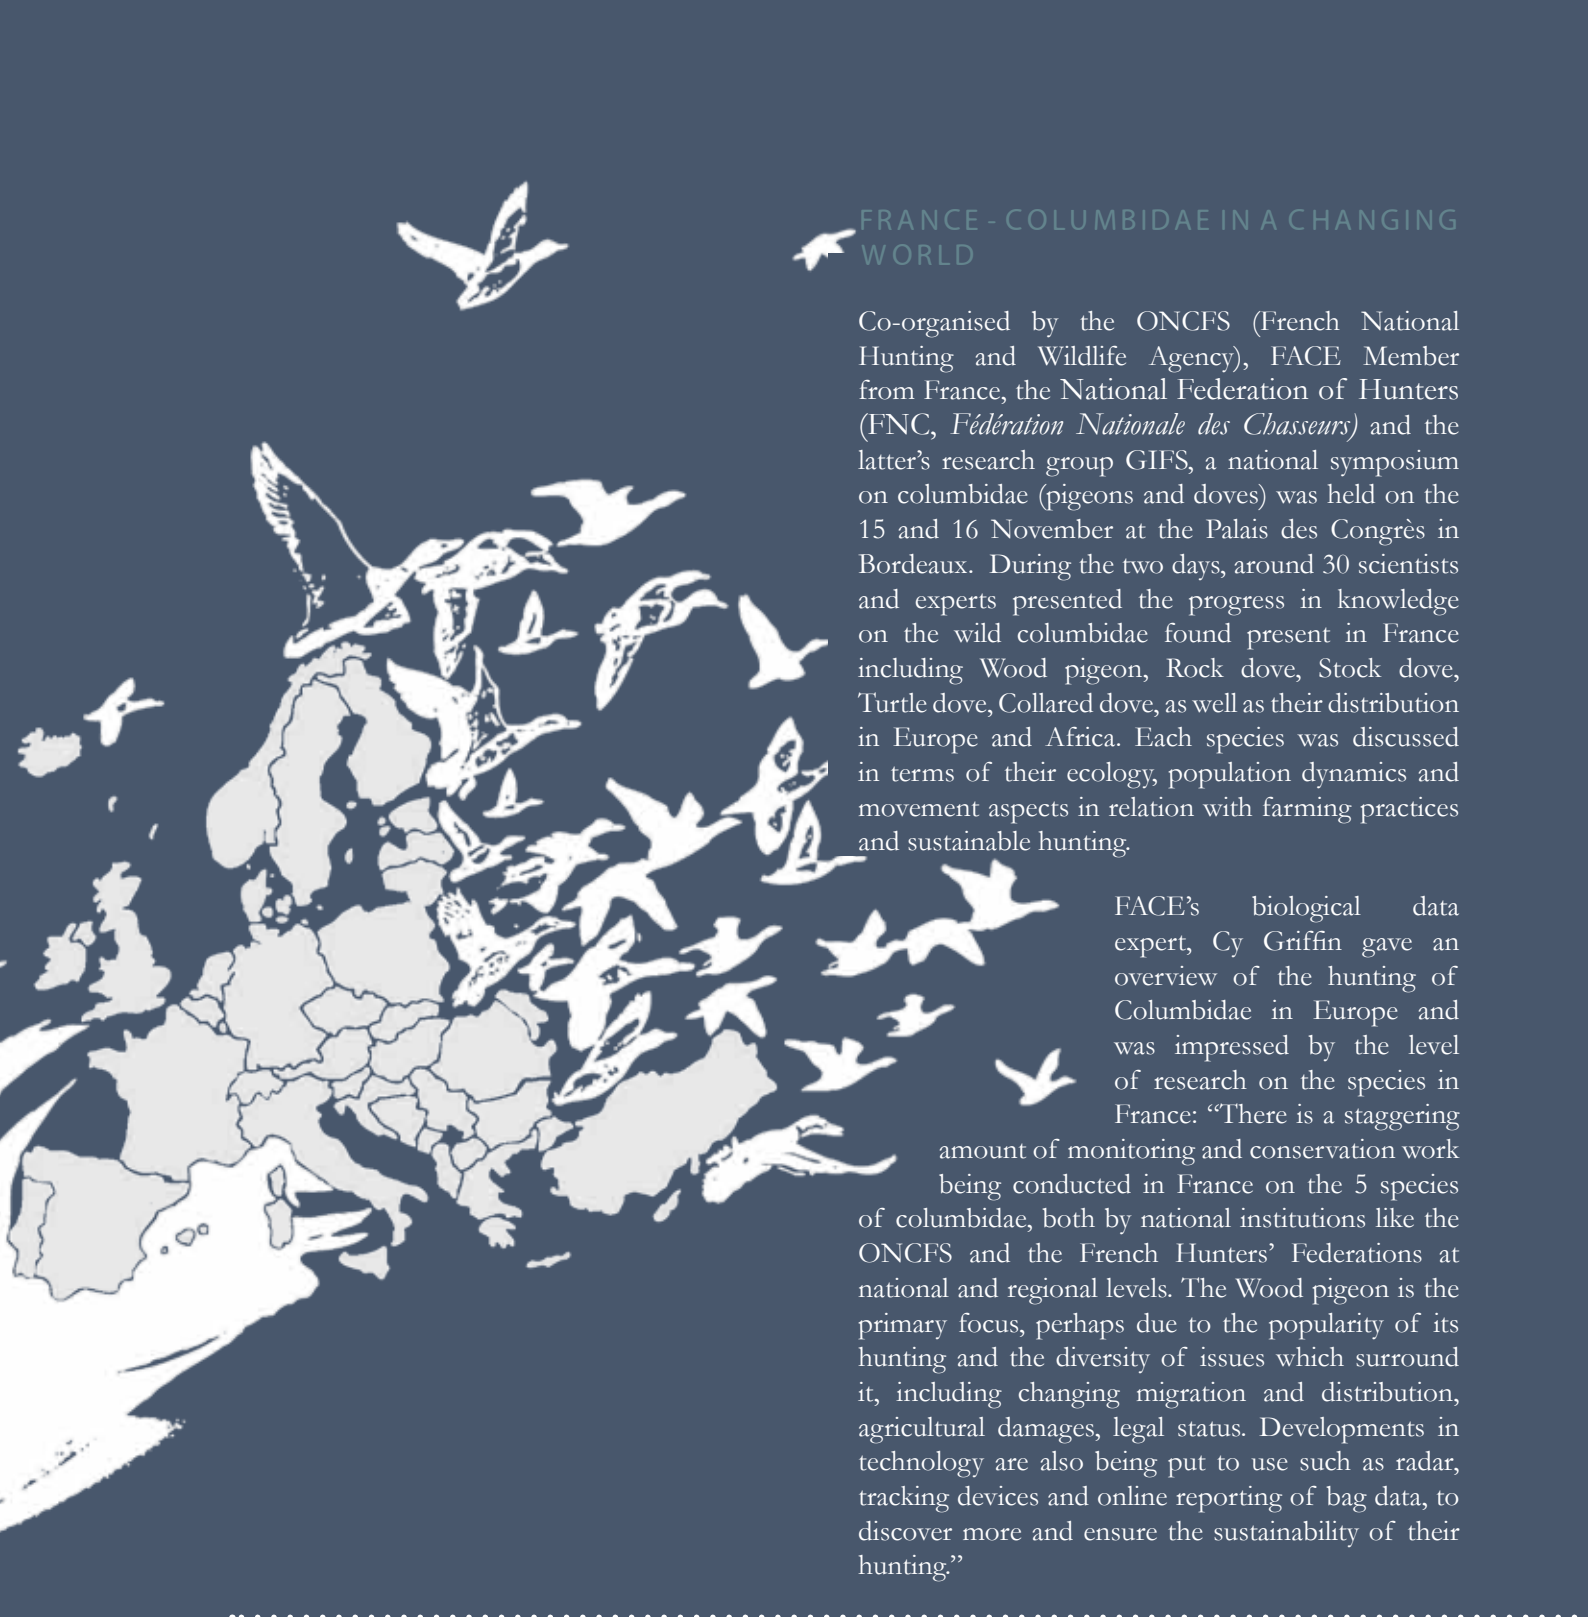 FRANCE - COLUMBIDAE IN A CHANGING
WORLD
Co-organised by the ONCFS (French National
Hunting and Wildlife Agency), FACE Member
from France, the National Federation of Hunters
(FNC, Fédération Nationale des Chasseurs) and the
latter’s research group GIFS, a national symposium
on columbidae (pigeons and doves) was held on the
15 and 16 November at the Palais des Congrès in
Bordeaux. During the two days, around 30 scientists
and experts presented the progress in knowledge
on the wild columbidae found present in France
including Wood pigeon, Rock dove, Stock dove,
Turtle dove, Collared dove, as well as their distribution
in Europe and Africa. Each species was discussed
in terms of their ecology, population dynamics and
movement aspects in relation with farming practices
and sustainable hunting.
FACE’s biological data
expert, Cy Griffin gave an
overview of the hunting of
Columbidae in Europe and
was impressed by the level
of research on the species in
France: “There is a staggering
amount of monitoring and conservation work
being conducted in France on the 5 species
of columbidae, both by national institutions like the
ONCFS and the French Hunters’ Federations at
national and regional levels. The Wood pigeon is the
primary focus, perhaps due to the popularity of its
hunting and the diversity of issues which surround
it, including changing migration and distribution,
agricultural damages, legal status. Developments in
technology are also being put to use such as radar,
tracking devices and online reporting of bag data, to
discover more and ensure the sustainability of their
hunting.”